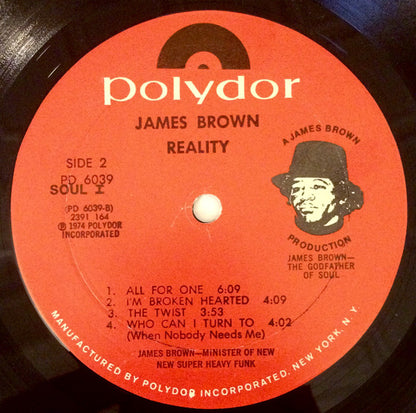 polydor
JAMES BROWN
REALITY
SIDE 2
PD 6039
SOUL I
(PD 6039-B)
2391 164
℗ 1974 POLYDOR
INCORPORATED
A JAMES BROWN
PRODUCTION
JAMES BROWN—
THE GODFATHER
OF SOUL
1. ALL FOR ONE 6:09
2. I'M BROKEN HEARTED 4:09
3. THE TWIST 3:53
4. WHO CAN I TURN TO 4:02
(When Nobody Needs Me)
JAMES BROWN—MINISTER OF NEW
NEW SUPER HEAVY FUNK
MANUFACTURED BY POLYDOR INCORPORATED, NEW YORK, N. Y.